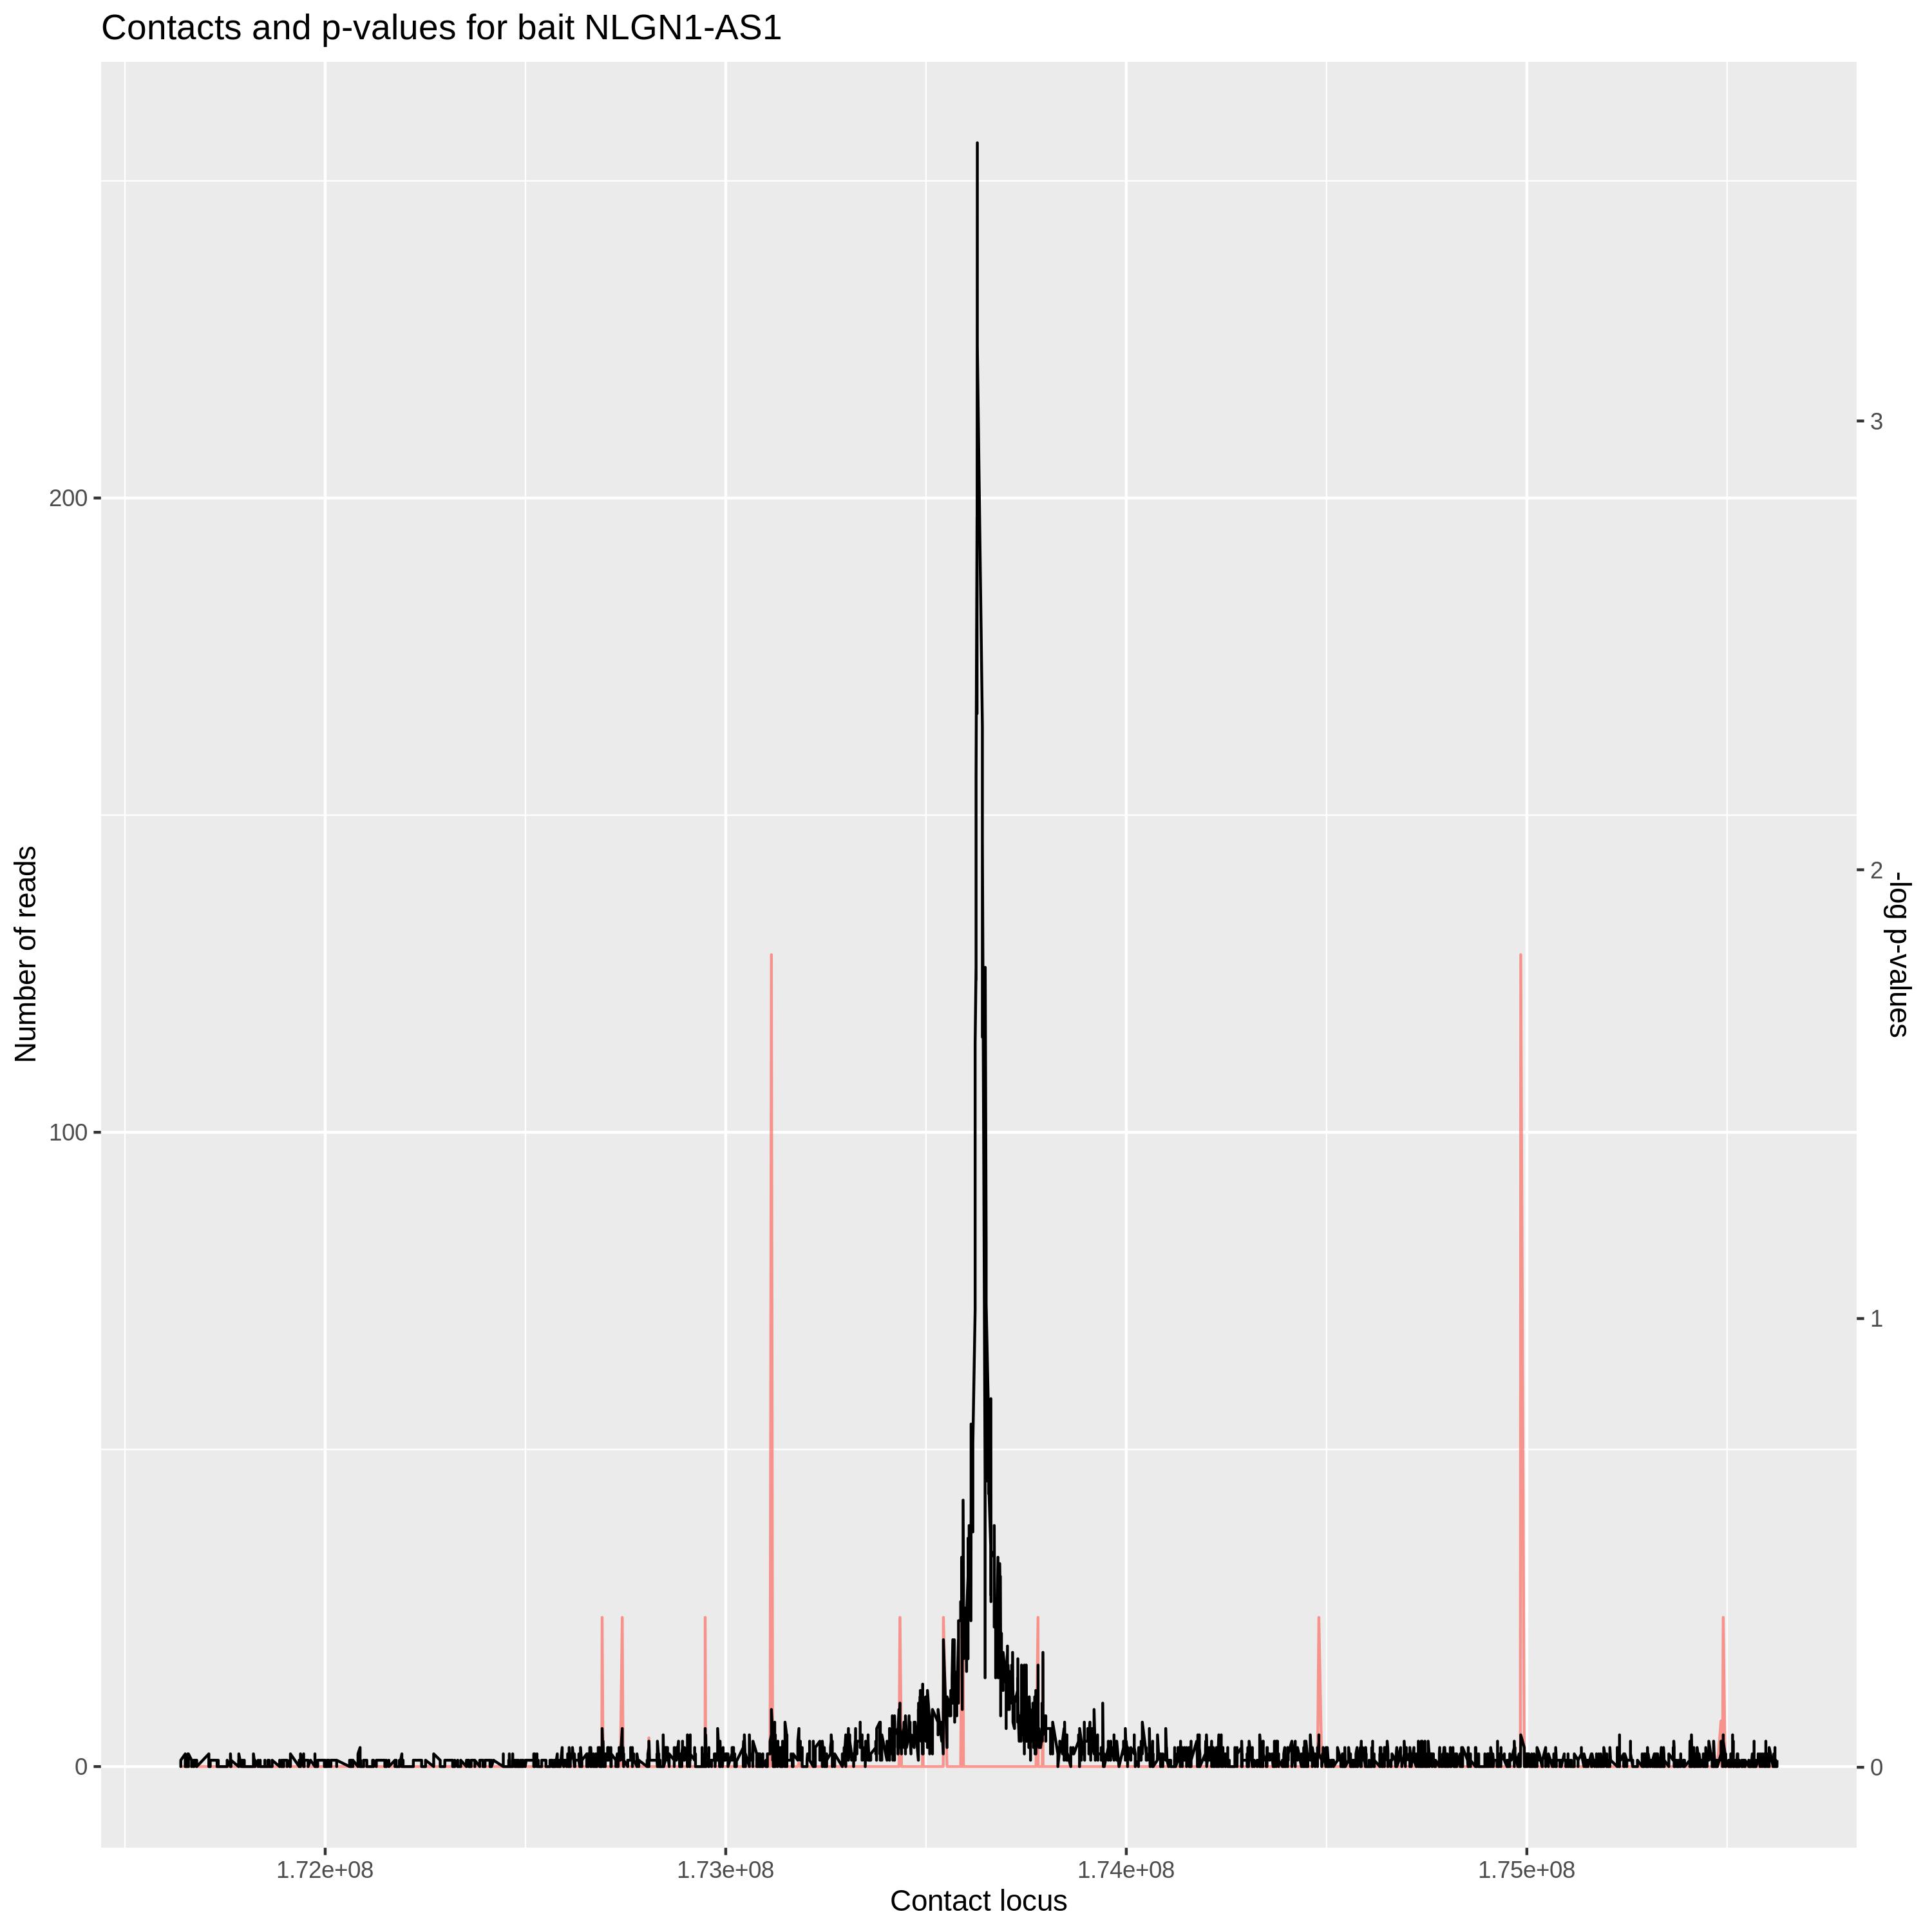 Contacts and p-values for bait NLGN1-AS1
Number of reads
200
100
0
3
2
1
0
-log p-values
1.72e+08
1.73e+08
1.74e+08
1.75e+08
Contact locus